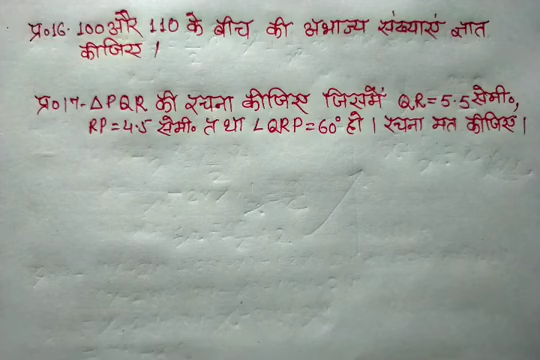 प्र०16. 100 और 110 के बीच की अभाज्य संख्याएं ज्ञात
कीजिए ।
प्र०17- ΔPQR की रचना कीजिए जिसमें QR=5.5 सेमी०,
RP=4.5 सेमी० तथा ∠QRP=60° हो । रचना मत कीजिए ।